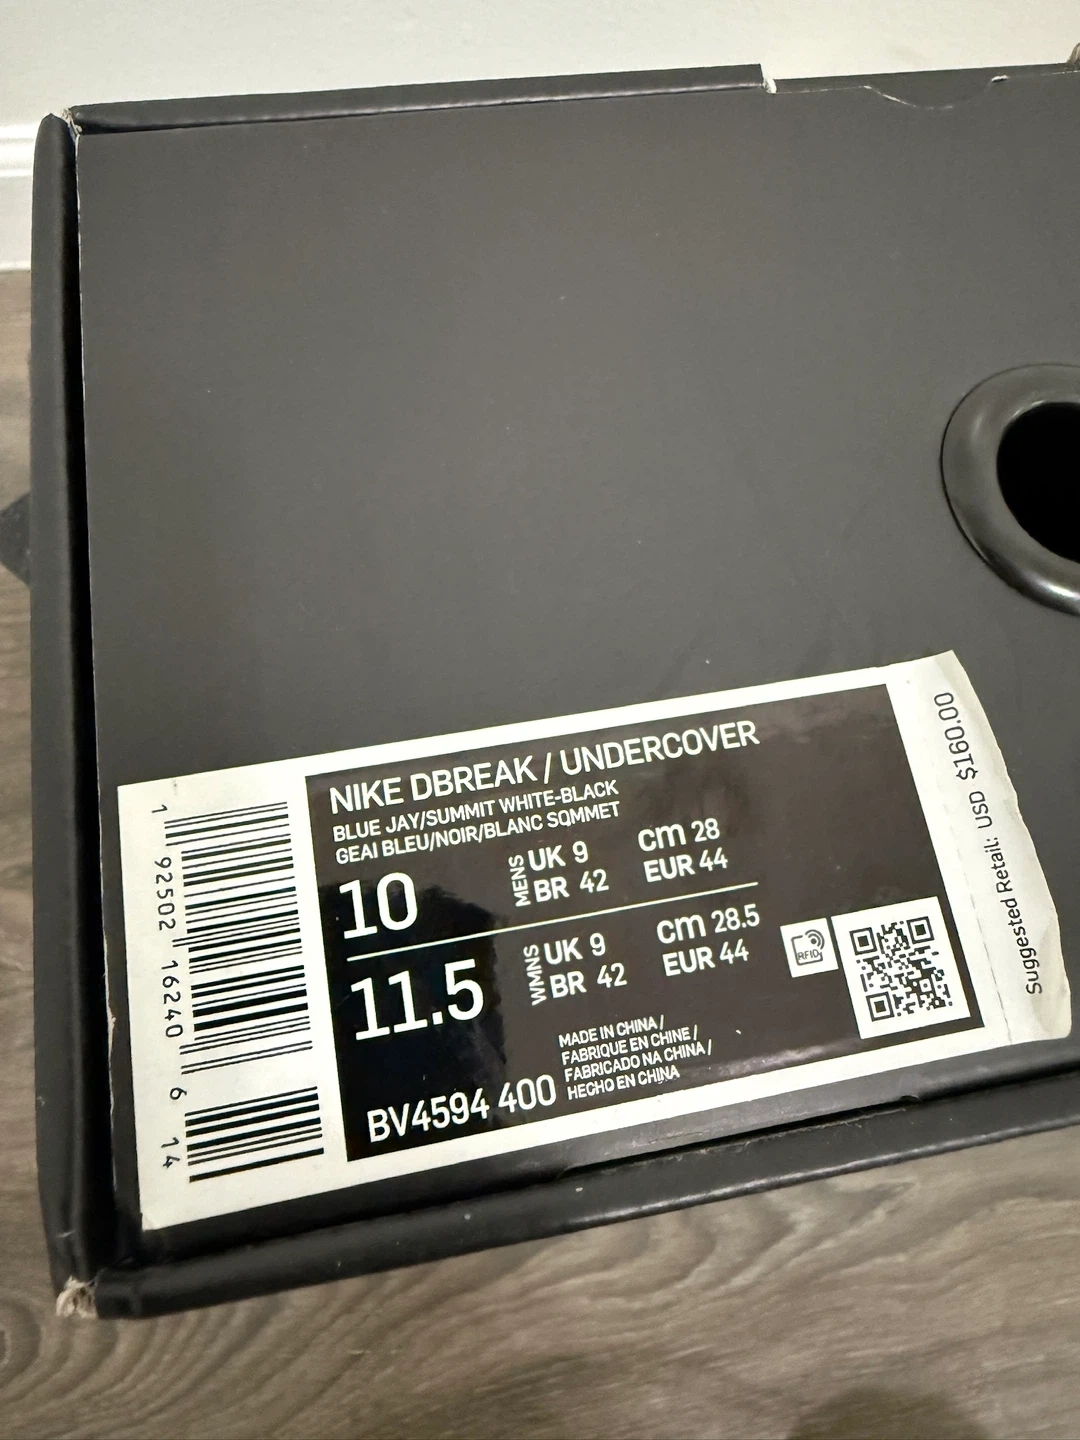 NIKE DBREAK / UNDERCOVER
BLUE JAY/SUMMIT WHITE-BLACK
GEAI BLEU/NOIR/BLANC SOMMET
10
MENS
UK 9
BR 42
cm 28
EUR 44
11.5
WMNS
UK 9
BR 42
cm 28.5
EUR 44
RFID
BV4594 400
MADE IN CHINA /
FABRIQUE EN CHINE /
FABRICADO NA CHINA /
HECHO EN CHINA
1 92502 16240 6 14
Suggested Retail: USD $160.00